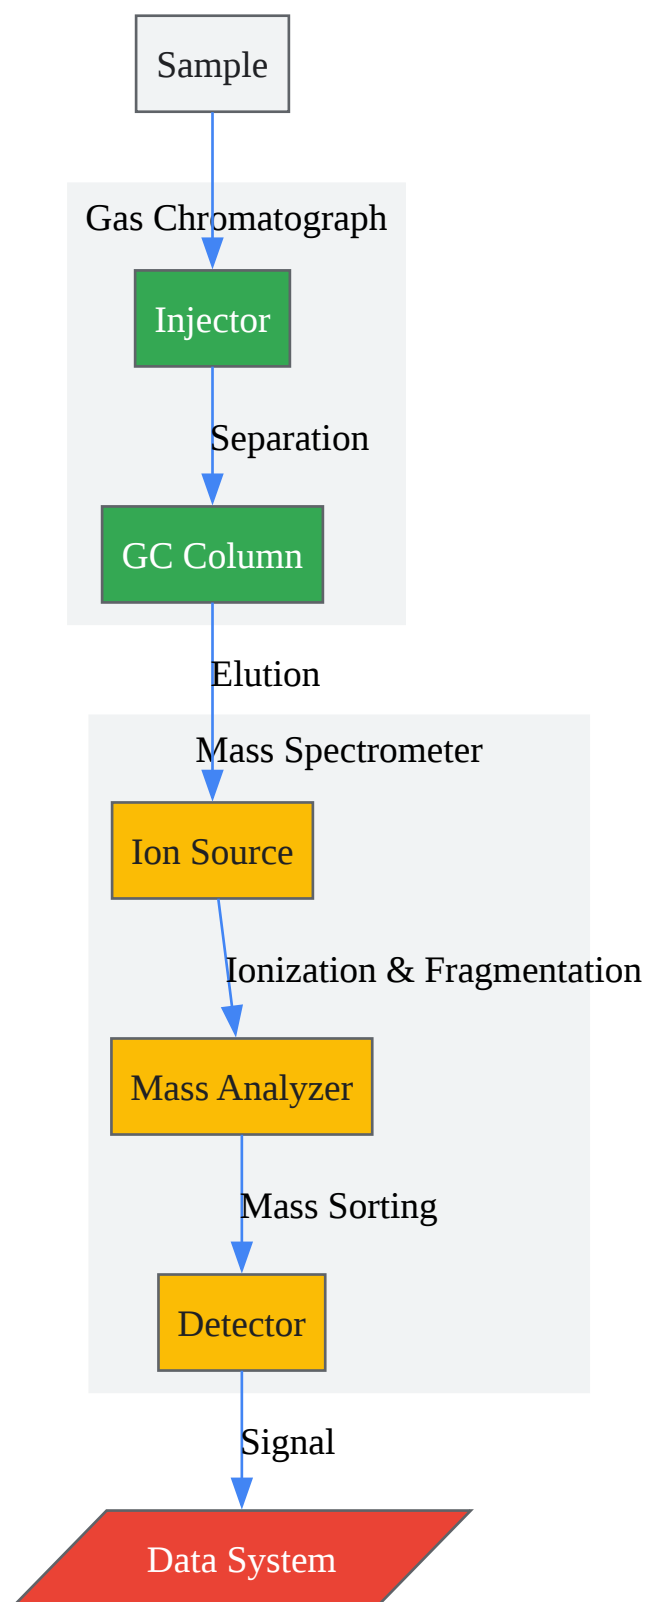 Sample
Gas Chromatograph
Injector
Separation
GC Column
Elution
Mass Spectrometer
Ion Source
Ionization & Fragmentation
Mass Analyzer
Mass Sorting
Detector
Signal
Data System